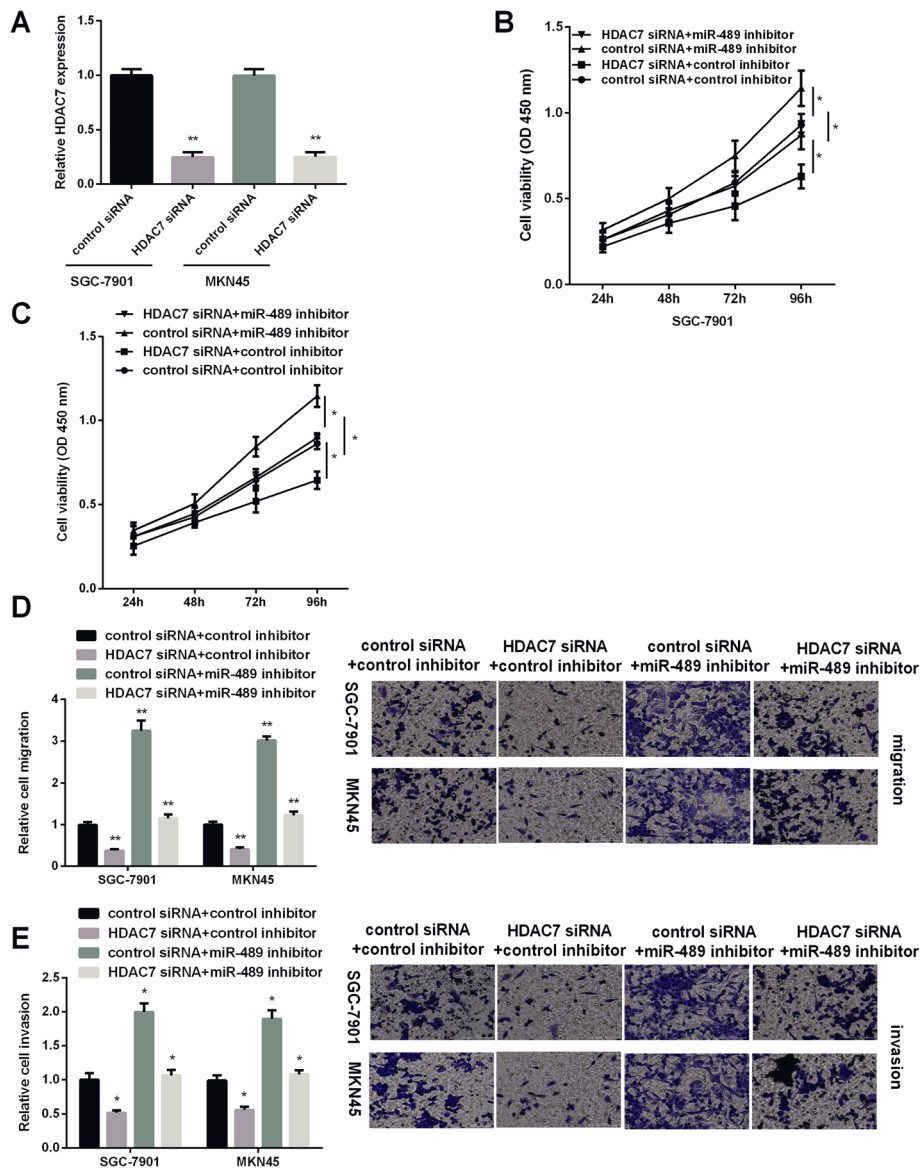 A
Relative HDAC7 expression
1.5
1.0
0.5
0.0
**
**
control siRNA
HDAC7 siRNA
control siRNA
HDAC7 siRNA
SGC-7901
MKN45
B
HDAC7 siRNA+miR-489 inhibitor
control siRNA+miR-489 inhibitor
HDAC7 siRNA+control inhibitor
control siRNA+control inhibitor
Cell viability (OD 450 nm)
1.5
1.0
0.5
0.0
*
*
*
24h 48h 72h 96h
SGC-7901
C
HDAC7 siRNA+miR-489 inhibitor
control siRNA+miR-489 inhibitor
HDAC7 siRNA+control inhibitor
control siRNA+control inhibitor
Cell viability (OD 450 nm)
1.5
1.0
0.5
0.0
*
*
*
24h 48h 72h 96h
D
control siRNA+control inhibitor
HDAC7 siRNA+control inhibitor
control siRNA+miR-489 inhibitor
HDAC7 siRNA+miR-489 inhibitor
Relative cell migration
4
3
2
1
0
**
**
**
**
**
**
SGC-7901 MKN45
control siRNA
+control inhibitor
HDAC7 siRNA
+control inhibitor
control siRNA
+miR-489 inhibitor
HDAC7 siRNA
+miR-489 inhibitor
SGC-7901
MKN45
migration
E
control siRNA+control inhibitor
HDAC7 siRNA+control inhibitor
control siRNA+miR-489 inhibitor
HDAC7 siRNA+miR-489 inhibitor
Relative cell invasion
2.5
2.0
1.5
1.0
0.5
0.0
*
*
*
*
*
*
SGC-7901 MKN45
control siRNA
+control inhibitor
HDAC7 siRNA
+control inhibitor
control siRNA
+miR-489 inhibitor
HDAC7 siRNA
+miR-489 inhibitor
SGC-7901
MKN45
invasion